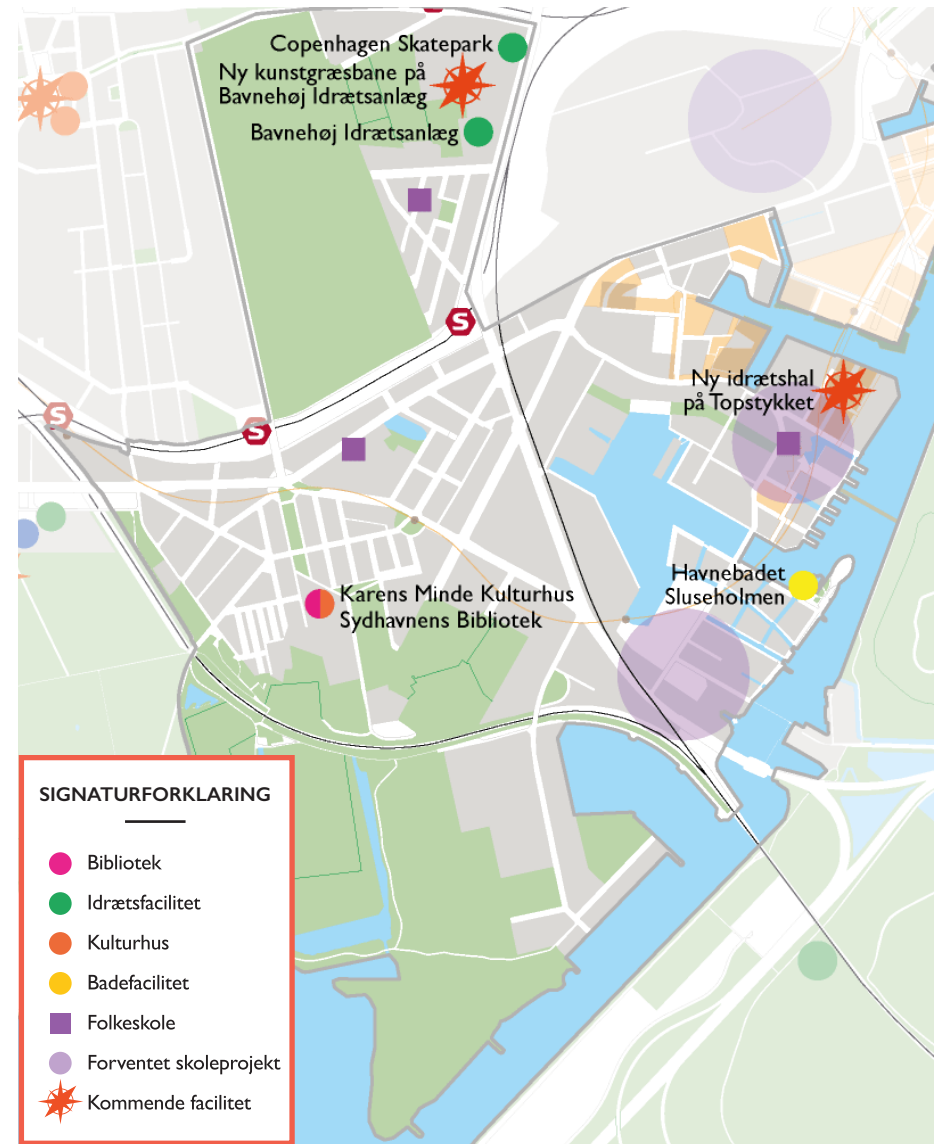 Copenhagen Skatepark
Ny kunstgræsbane på
Bavnehøj Idrætsanlæg
Bavnehøj Idrætsanlæg
S
Ny idrætshal
på Topstykket
S
S
Havnebadet
Sluseholmen
Karens Minde Kulturhus
Sydhavnens Bibliotek
SIGNATURFORKLARING
Bibliotek
Idrætsfacilitet
Kulturhus
Badefacilitet
Folkeskole
Forventet skoleprojekt
Kommende facilitet